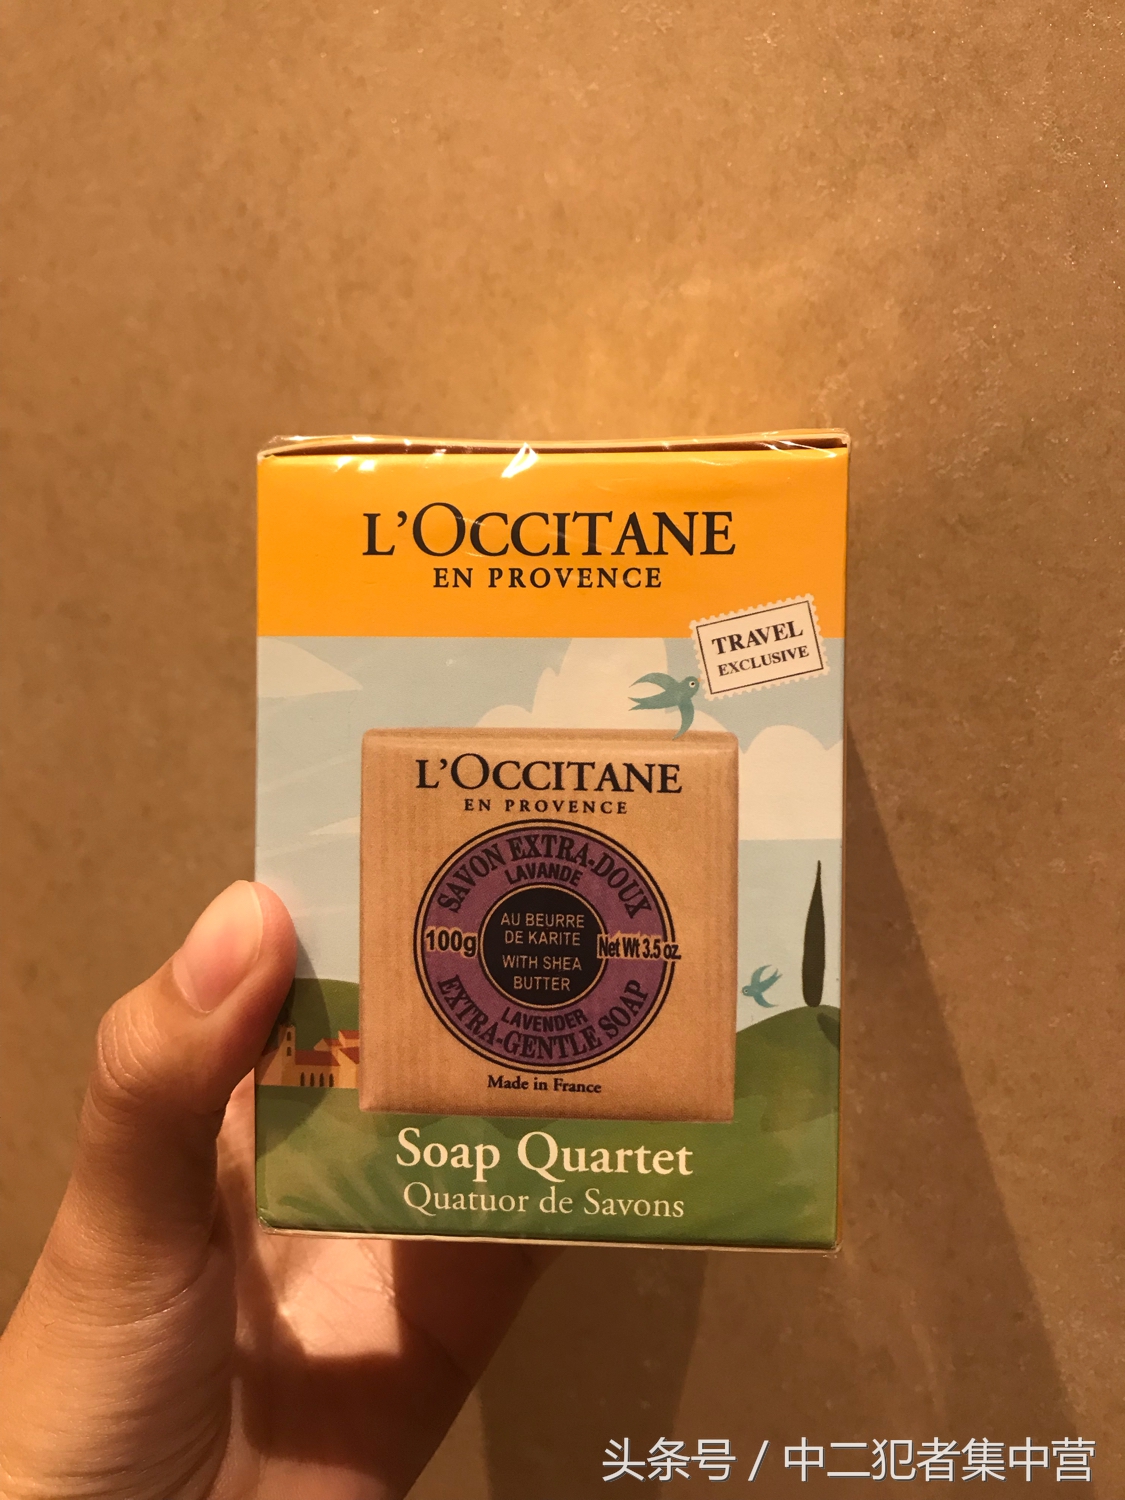 L'OCCITANE
EN PROVENCE
TRAVEL
EXCLUSIVE
L'OCCITANE
EN PROVENCE
SAVON EXTRA-DOUX
LAVANDE
100g
AU BEURRE
DE KARITE
WITH SHEA
BUTTER
Net Wt 3.5 oz.
LAVENDER
EXTRA-GENTLE SOAP
Made in France
Soap Quartet
Quatuor de Savons
头条号 / 中二犯者集中营